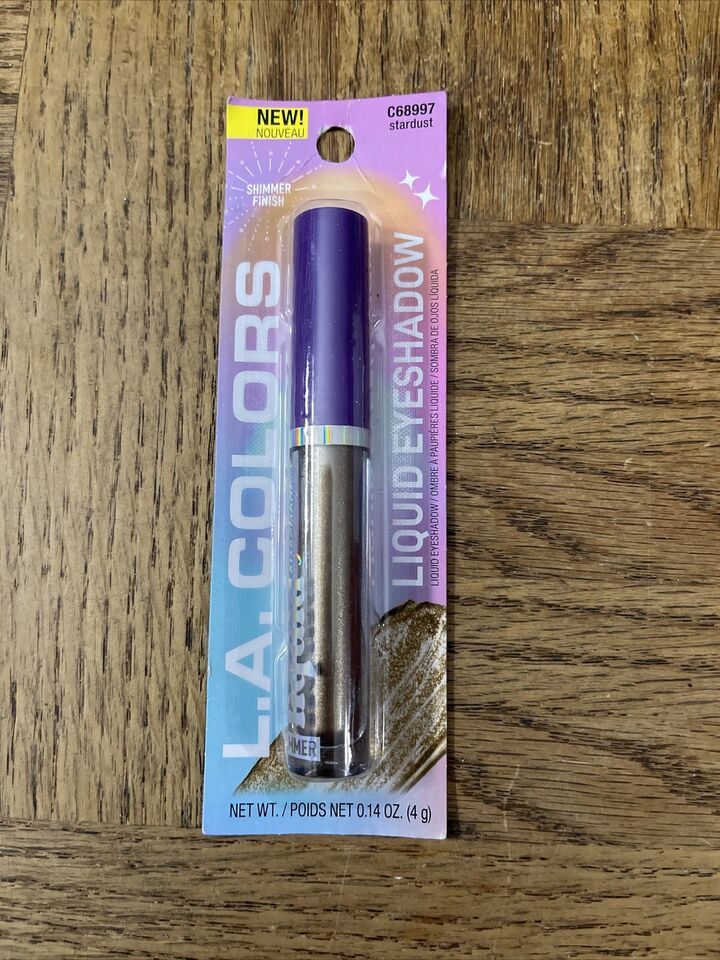 NEW!
NOUVEAU
C68997
stardust
SHIMMER
FINISH
L.A. COLORS
LIQUID EYESHADOW
LIQUID EYESHADOW / OMBRE À PAUPIÈRES LIQUIDE / SOMBRA DE OJOS LÍQUIDA
MMER
NET WT. / POIDS NET 0.14 OZ. (4 g)